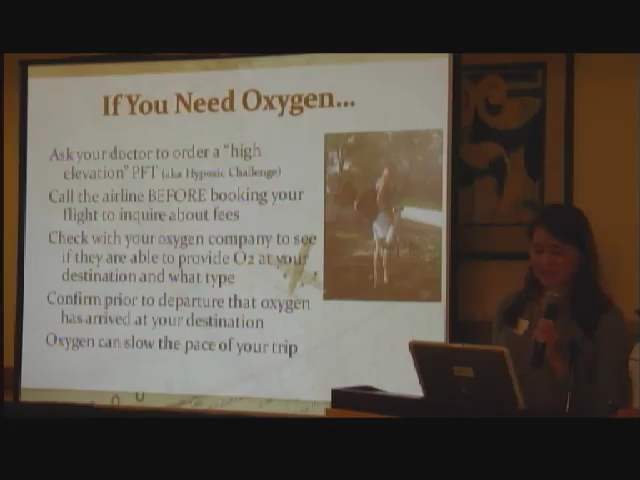 If You Need Oxygen...
Ask your doctor to order a "high
elevation" PFT (aka Hypoxic Challenge)
Call the airline BEFORE booking your
flight to inquire about fees
Check with your oxygen company to see
if they are able to provide O2 at your
destination and what type
Confirm prior to departure that oxygen
has arrived at your destination
Oxygen can slow the pace of your trip